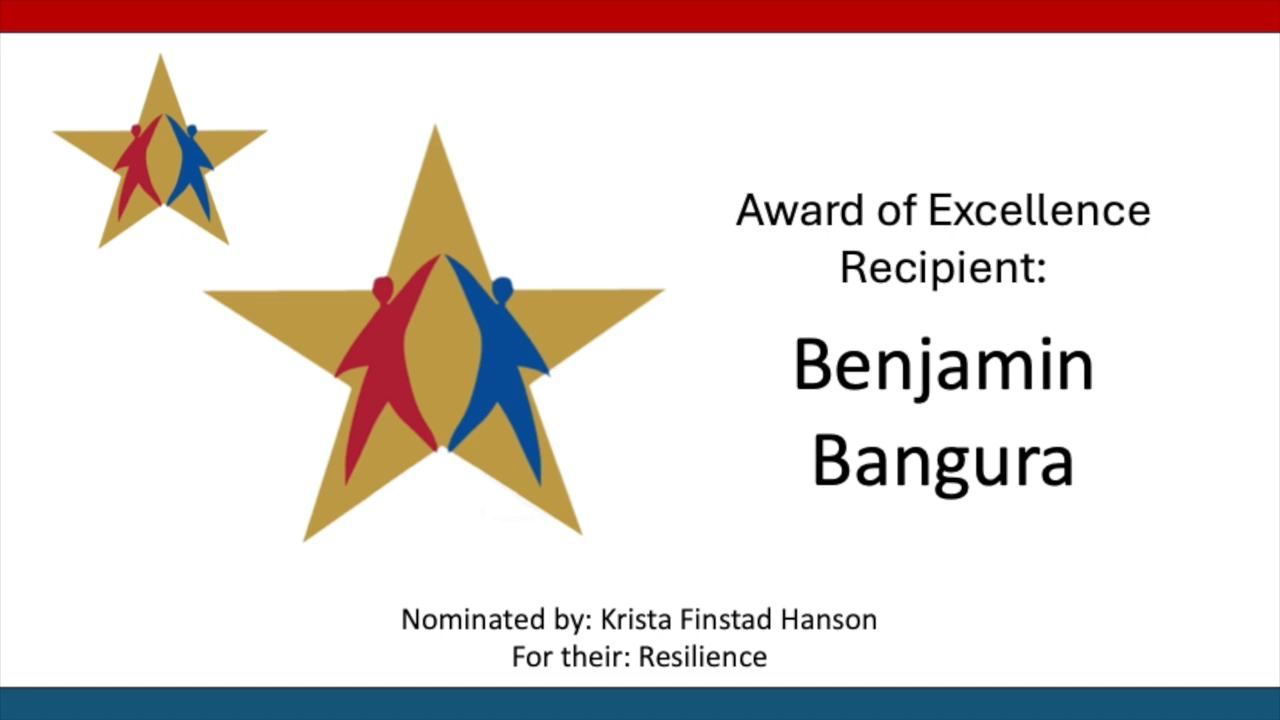 Award of Excellence
Recipient:
Benjamin
Bangura
Nominated by: Krista Finstad Hanson
For their: Resilience